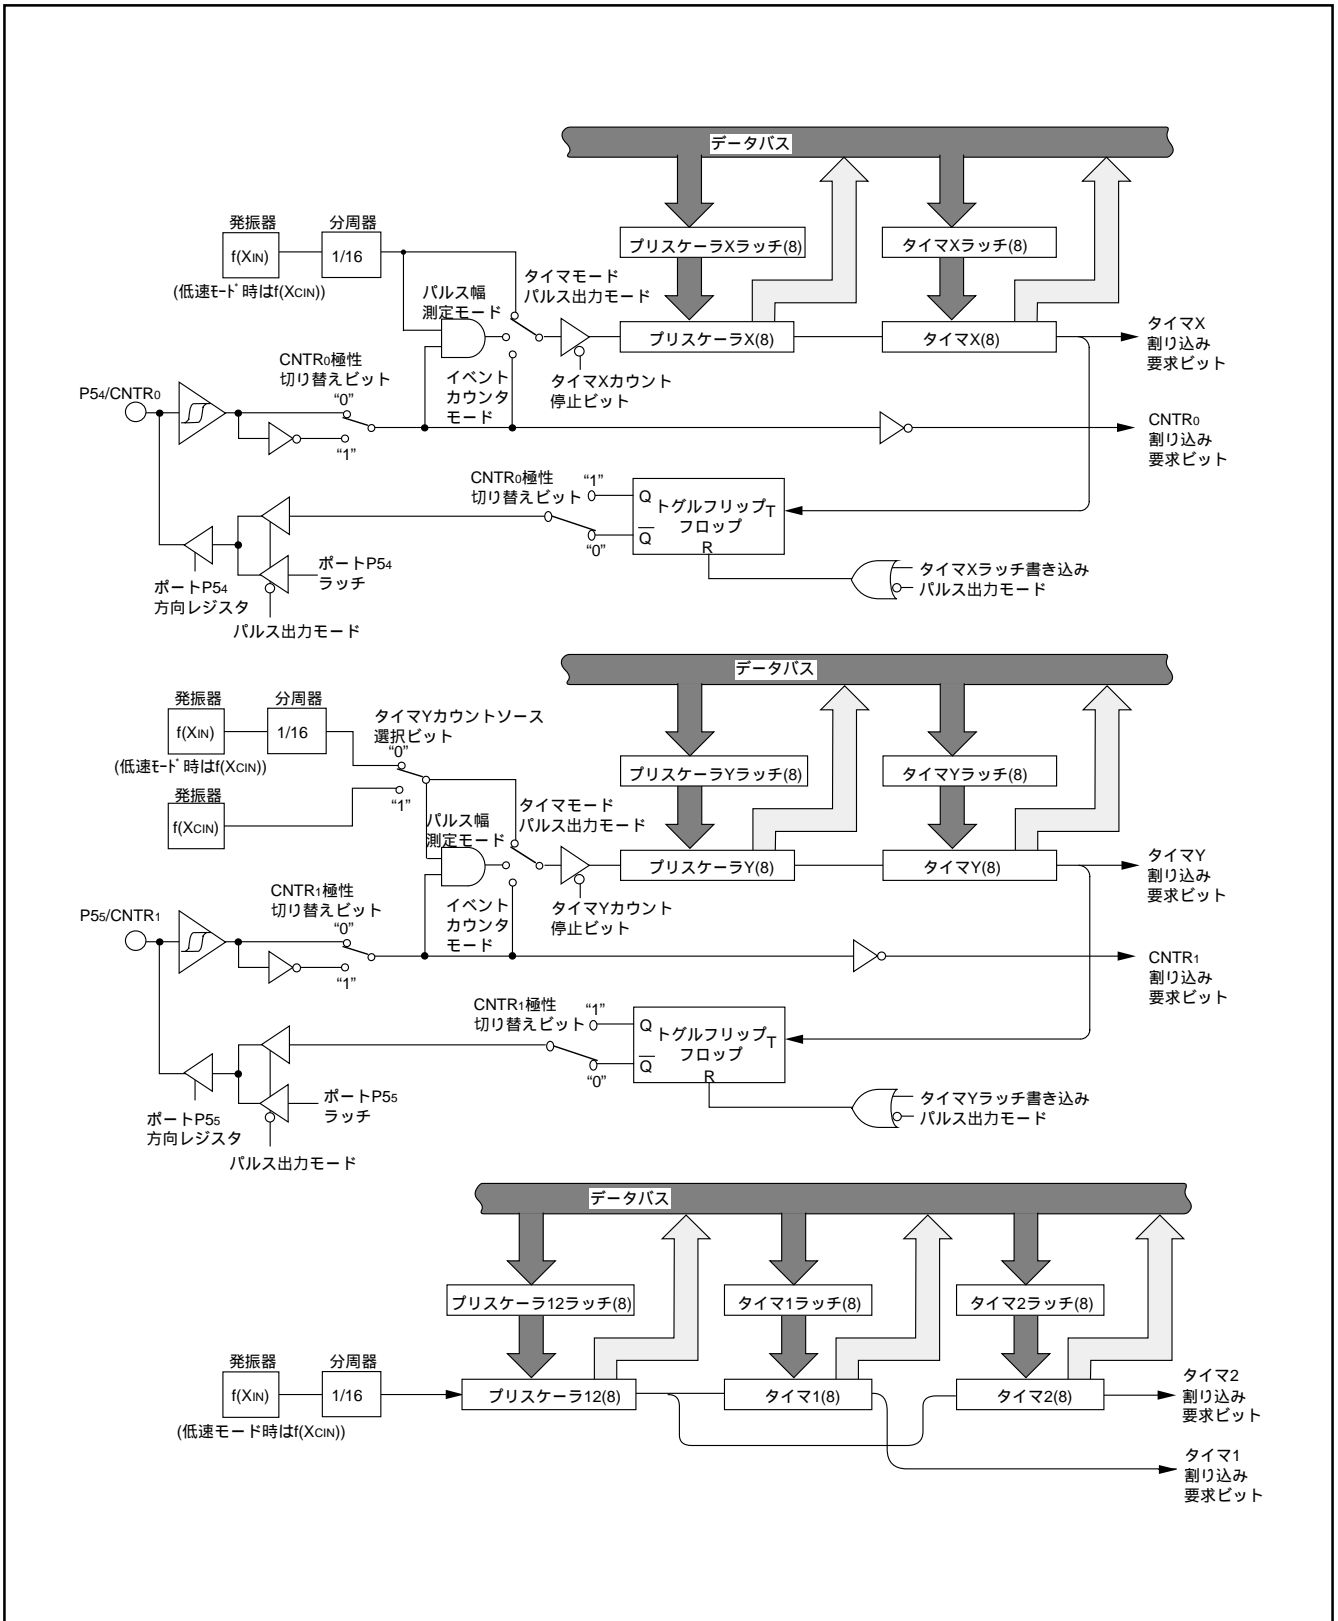 データバス
発振器
分周器
f(XIN)
1/16
(低速ﾓｰﾄﾞ時はf(XCIN))
プリスケーラXラッチ(8)
タイマXラッチ(8)
パルス幅
測定モード
タイマモード
パルス出力モード
プリスケーラX(8)
タイマX(8)
タイマX
割り込み
要求ビット
CNTR0極性
切り替えビット
イベント
カウンタ
モード
タイマXカウント
停止ビット
P54/CNTR0
“0”
“1”
CNTR0
割り込み
要求ビット
CNTR0極性
切り替えビット
“1”
“0”
Q
Q
トグルフリップ
フロップ
T
R
ポートP54
ラッチ
ポートP54
方向レジスタ
パルス出力モード
タイマXラッチ書き込み
パルス出力モード
データバス
発振器
分周器
f(XIN)
1/16
(低速ﾓｰﾄﾞ時はf(XCIN))
発振器
f(XCIN)
タイマYカウントソース
選択ビット
“0”
“1”
プリスケーラYラッチ(8)
タイマYラッチ(8)
パルス幅
測定モード
タイマモード
パルス出力モード
プリスケーラY(8)
タイマY(8)
タイマY
割り込み
要求ビット
CNTR1極性
切り替えビット
イベント
カウンタ
モード
タイマYカウント
停止ビット
P55/CNTR1
“0”
“1”
CNTR1
割り込み
要求ビット
CNTR1極性
切り替えビット
“1”
“0”
Q
Q
トグルフリップ
フロップ
T
R
ポートP55
ラッチ
ポートP55
方向レジスタ
パルス出力モード
タイマYラッチ書き込み
パルス出力モード
データバス
プリスケーラ12ラッチ(8)
タイマ1ラッチ(8)
タイマ2ラッチ(8)
発振器
分周器
f(XIN)
1/16
(低速モード時はf(XCIN))
プリスケーラ12(8)
タイマ1(8)
タイマ2(8)
タイマ2
割り込み
要求ビット
タイマ1
割り込み
要求ビット